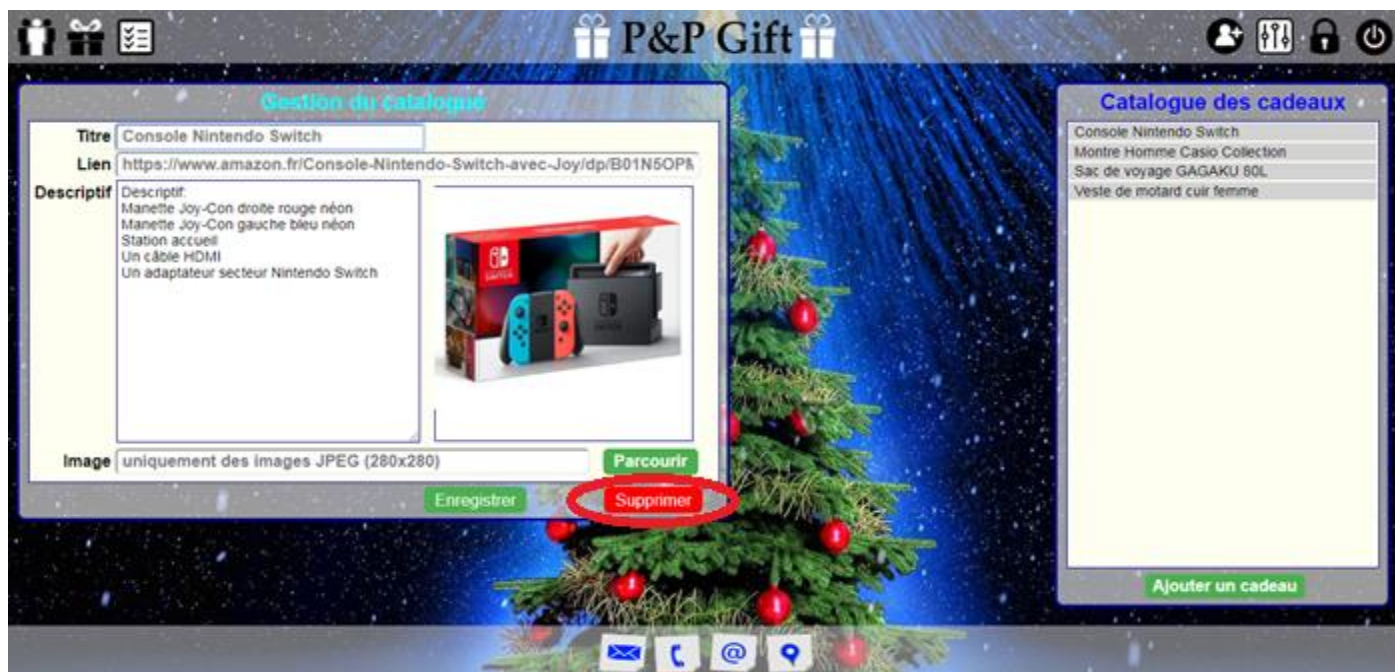 P&P Gift
Gestion du catalogue
Titre Console Nintendo Switch
Lien https://www.amazon.fr/Console-Nintendo-Switch-avec-Joy/dp/B01N5OPM
Descriptif Descriptif:
Manette Joy-Con droite rouge néon
Manette Joy-Con gauche bleu néon
Station accueil
Un câble HDMI
Un adaptateur secteur Nintendo Switch
SWITCH
Image uniquement des images JPEG (280x280)
Parcourir
Enregistrer
Supprimer
Catalogue des cadeaux
Console Nintendo Switch
Montre Homme Casio Collection
Sac de voyage GAGAKU 80L
Veste de motard cuir femme
Ajouter un cadeau
@